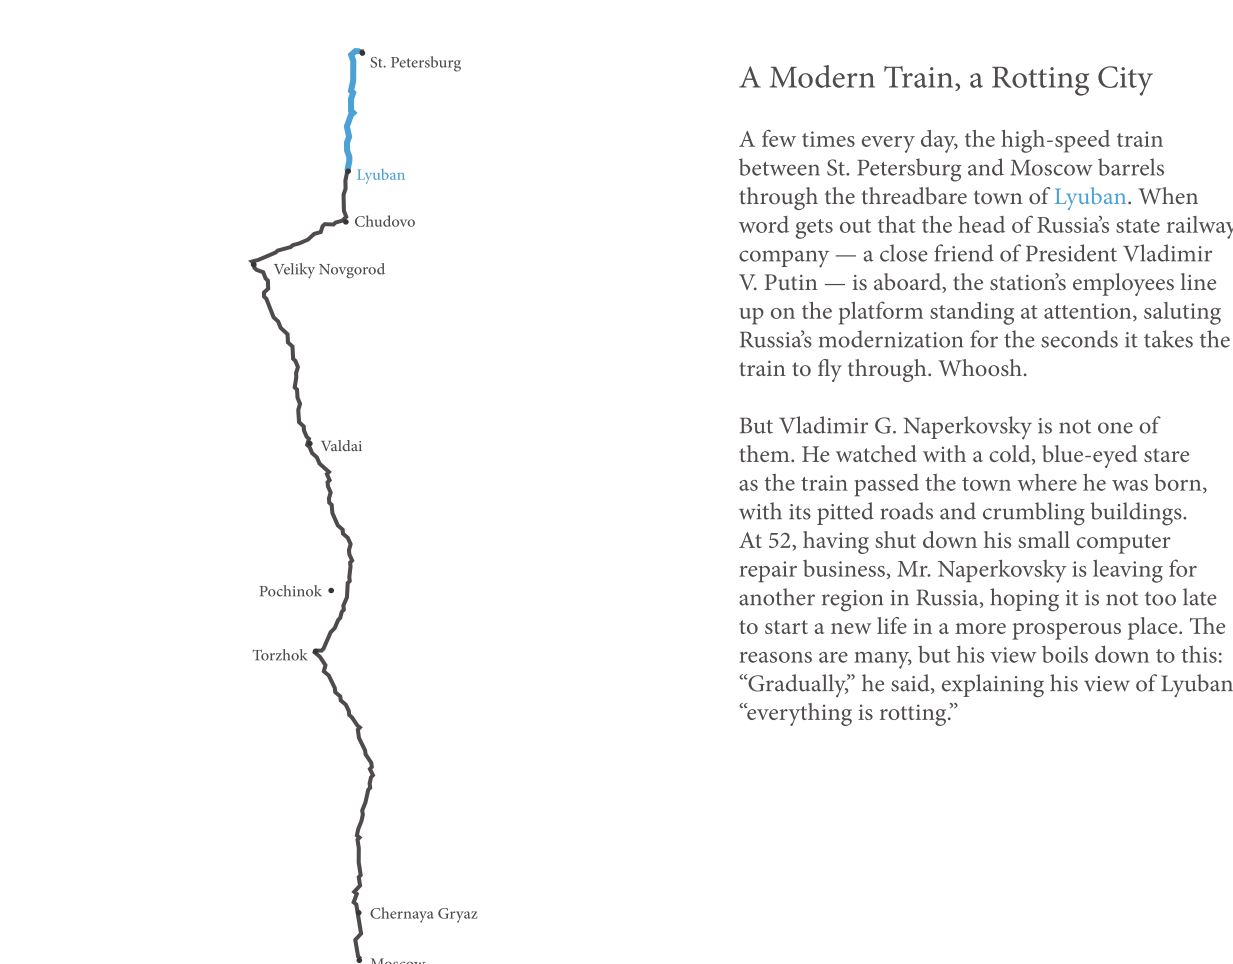 St. Petersburg
Lyuban
Chudovo
Veliky Novgorod
Valdai
Pochinok
Torzhok
Chernaya Gryaz
Moscow
A Modern Train, a Rotting City
A few times every day, the high-speed train
between St. Petersburg and Moscow barrels
through the threadbare town of Lyuban. When
word gets out that the head of Russia’s state railway
company — a close friend of President Vladimir
V. Putin — is aboard, the station’s employees line
up on the platform standing at attention, saluting
Russia’s modernization for the seconds it takes the
train to fly through. Whoosh.
But Vladimir G. Naperkovsky is not one of
them. He watched with a cold, blue-eyed stare
as the train passed the town where he was born,
with its pitted roads and crumbling buildings.
At 52, having shut down his small computer
repair business, Mr. Naperkovsky is leaving for
another region in Russia, hoping it is not too late
to start a new life in a more prosperous place. The
reasons are many, but his view boils down to this:
“Gradually,” he said, explaining his view of Lyuban
“everything is rotting.”